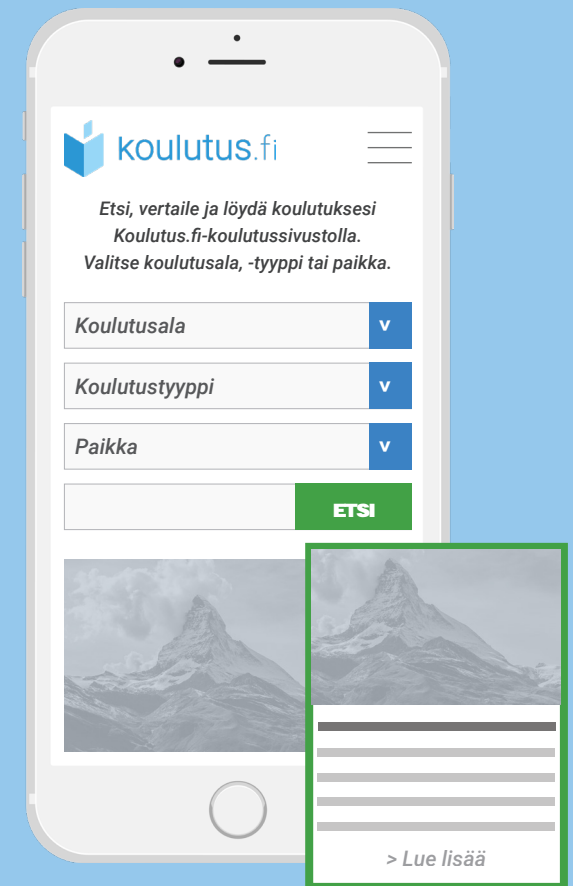 koulutus.fi
Etsi, vertaile ja löydä koulutuksesi
Koulutus.fi-koulutussivustolla.
Valitse koulutusala, -tyyppi tai paikka.
Koulutusala v
Koulutustyyppi v
Paikka v
ETSI
> Lue lisää